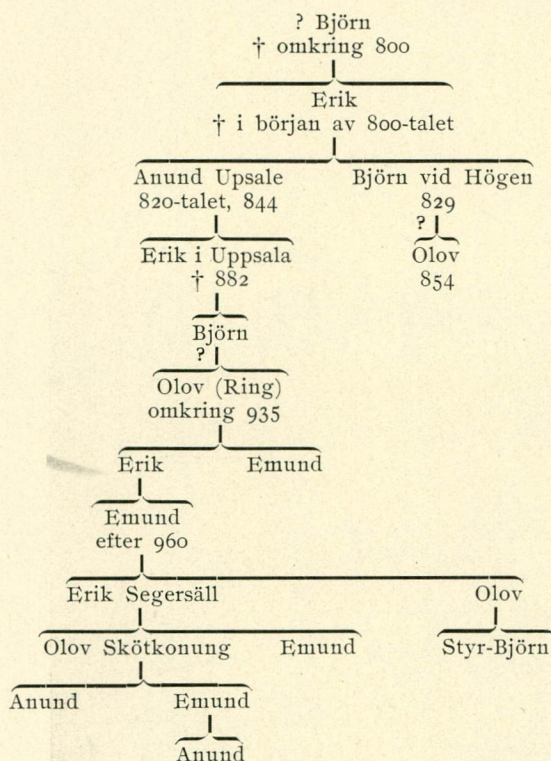 ? Björn
† omkring 800
Erik
† i början av 800-talet
Anund Upsale Björn vid Högen
820-talet, 844 829
?
Erik i Uppsala Olov
† 882 854
Björn
?
Olov (Ring)
omkring 935
Erik Emund
Emund
efter 960
Erik Segersäll Olov
Olov Skötkonung Emund Styr-Björn
Anund Emund
Anund